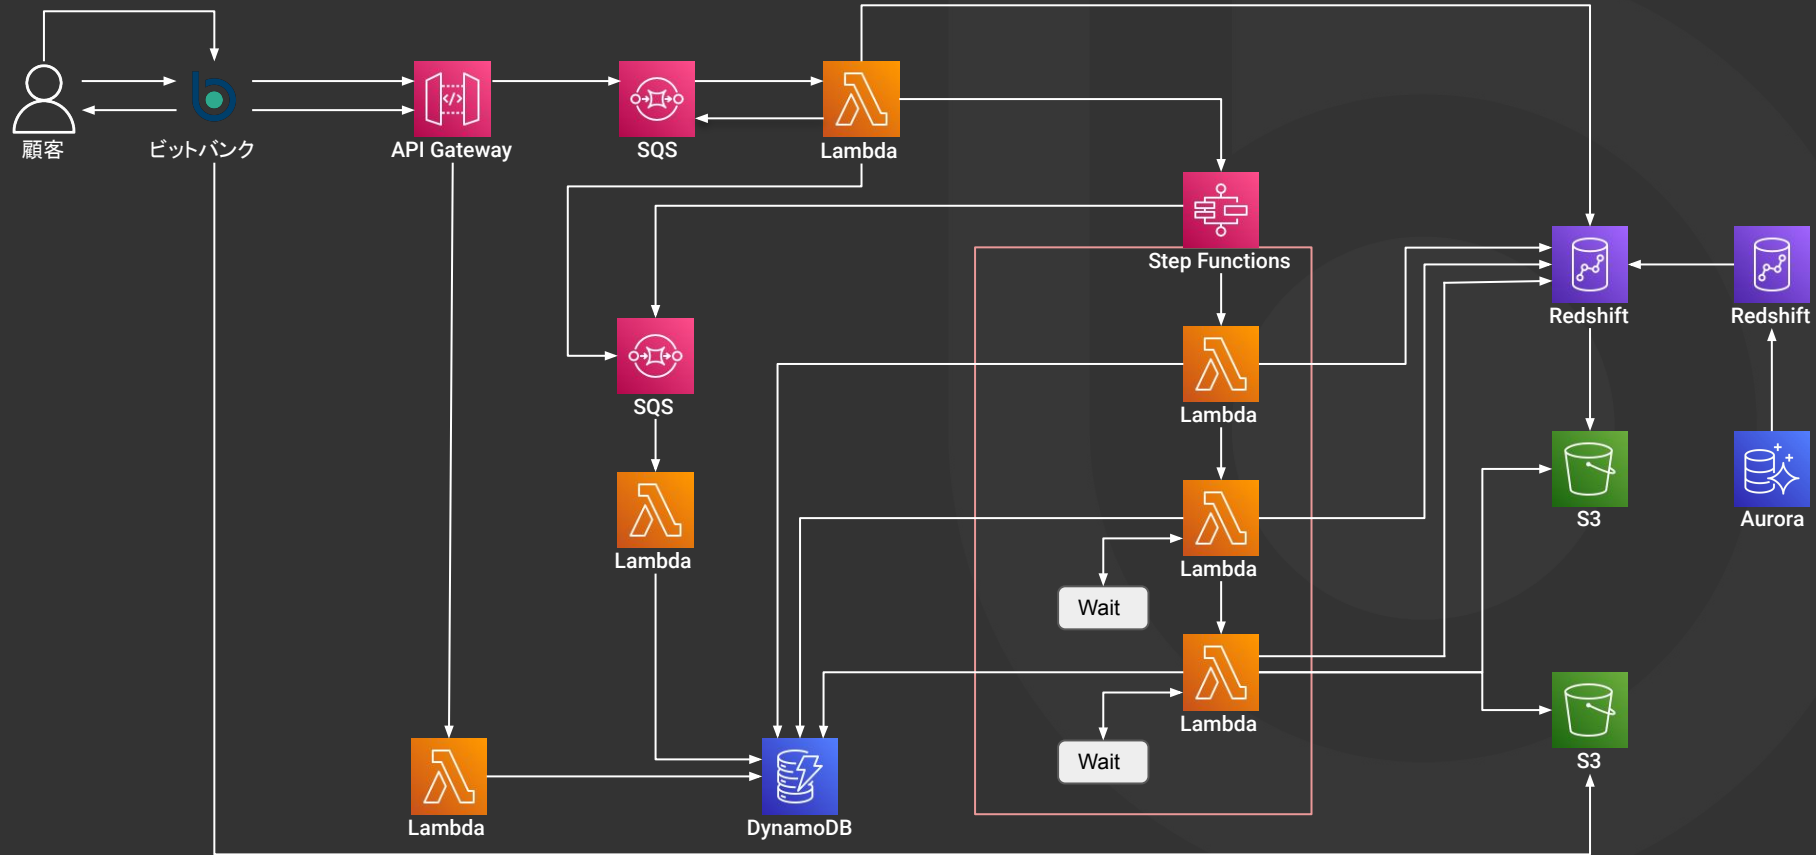 顧客
ビットバンク
API Gateway
SQS
Lambda
Step Functions
Redshift
Redshift
SQS
Lambda
Lambda
S3
Aurora
Lambda
Lambda
Wait
Lambda
Wait
S3
Lambda
DynamoDB